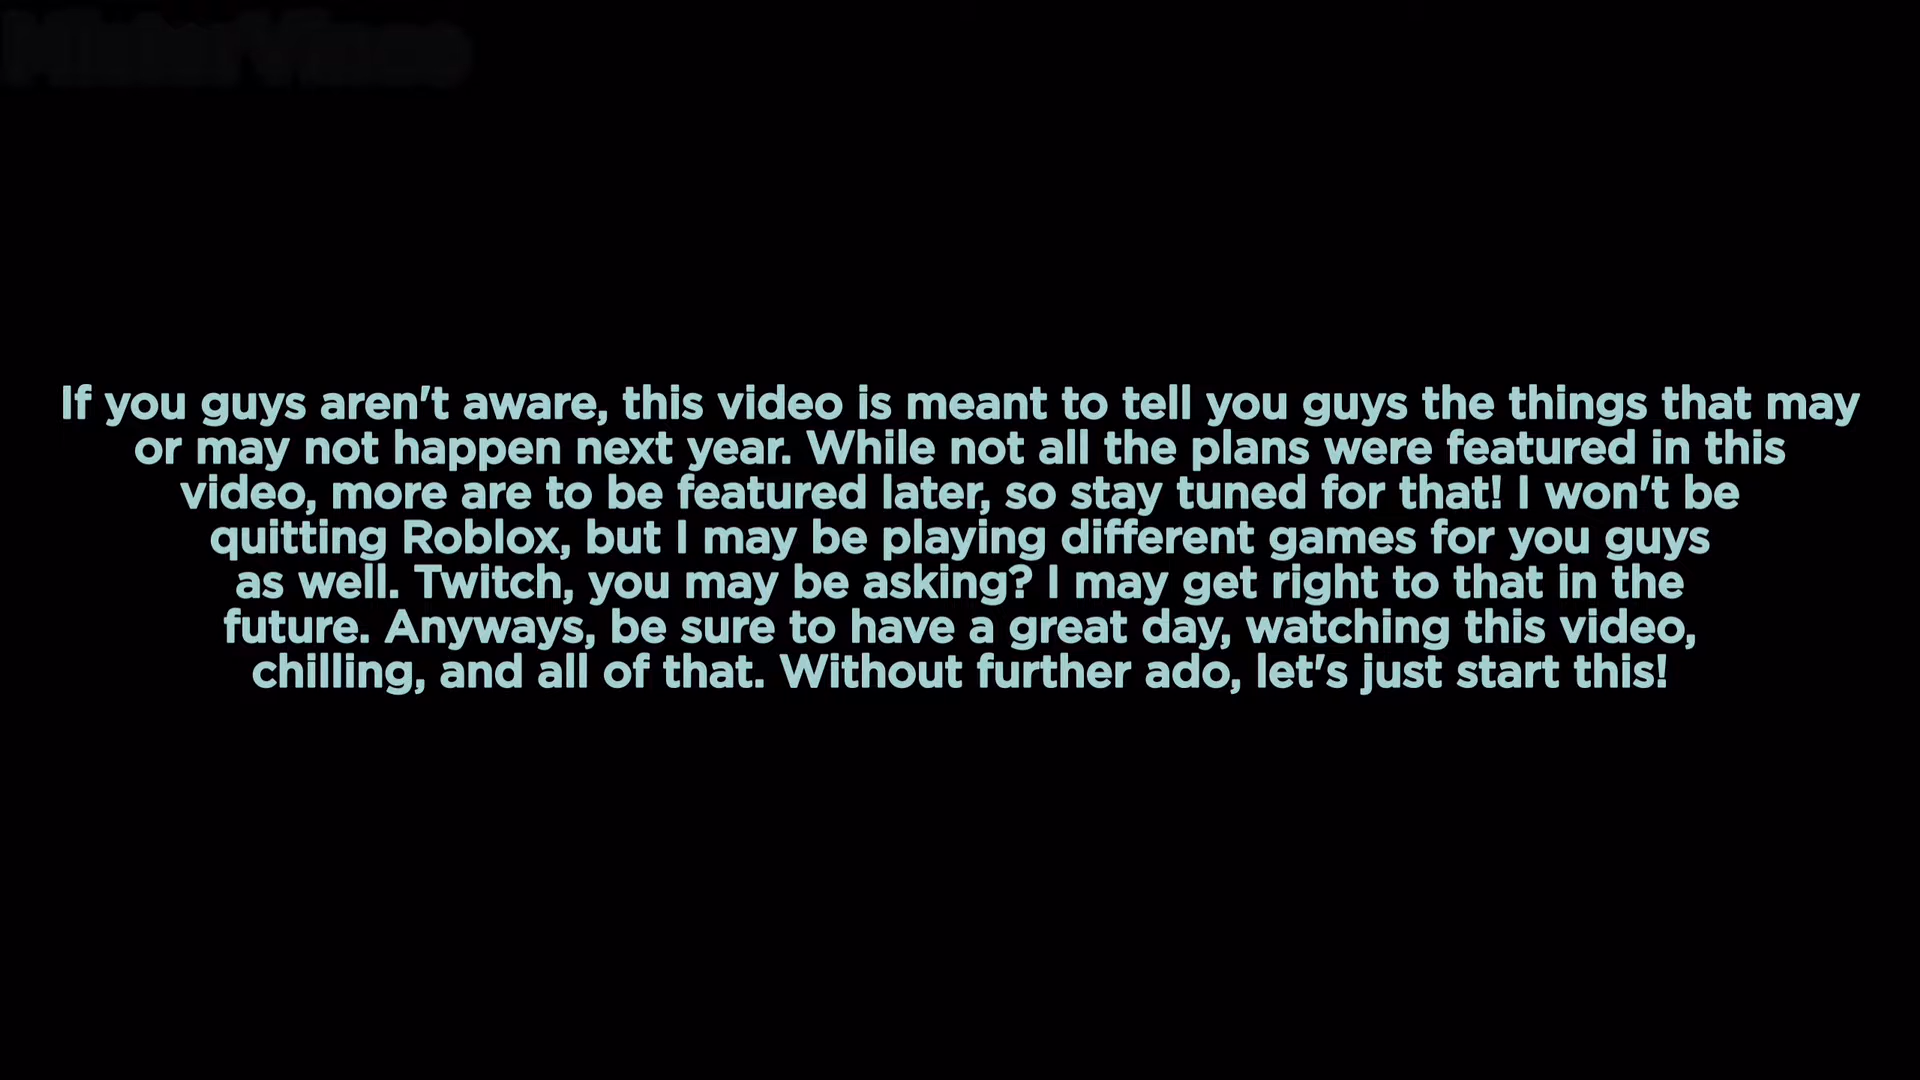 If you guys aren't aware, this video is meant to tell you guys the things that may
or may not happen next year. While not all the plans were featured in this
video, more are to be featured later, so stay tuned for that! I won't be
quitting Roblox, but I may be playing different games for you guys
as well. Twitch, you may be asking? I may get right to that in the
future. Anyways, be sure to have a great day, watching this video,
chilling, and all of that. Without further ado, let's just start this!